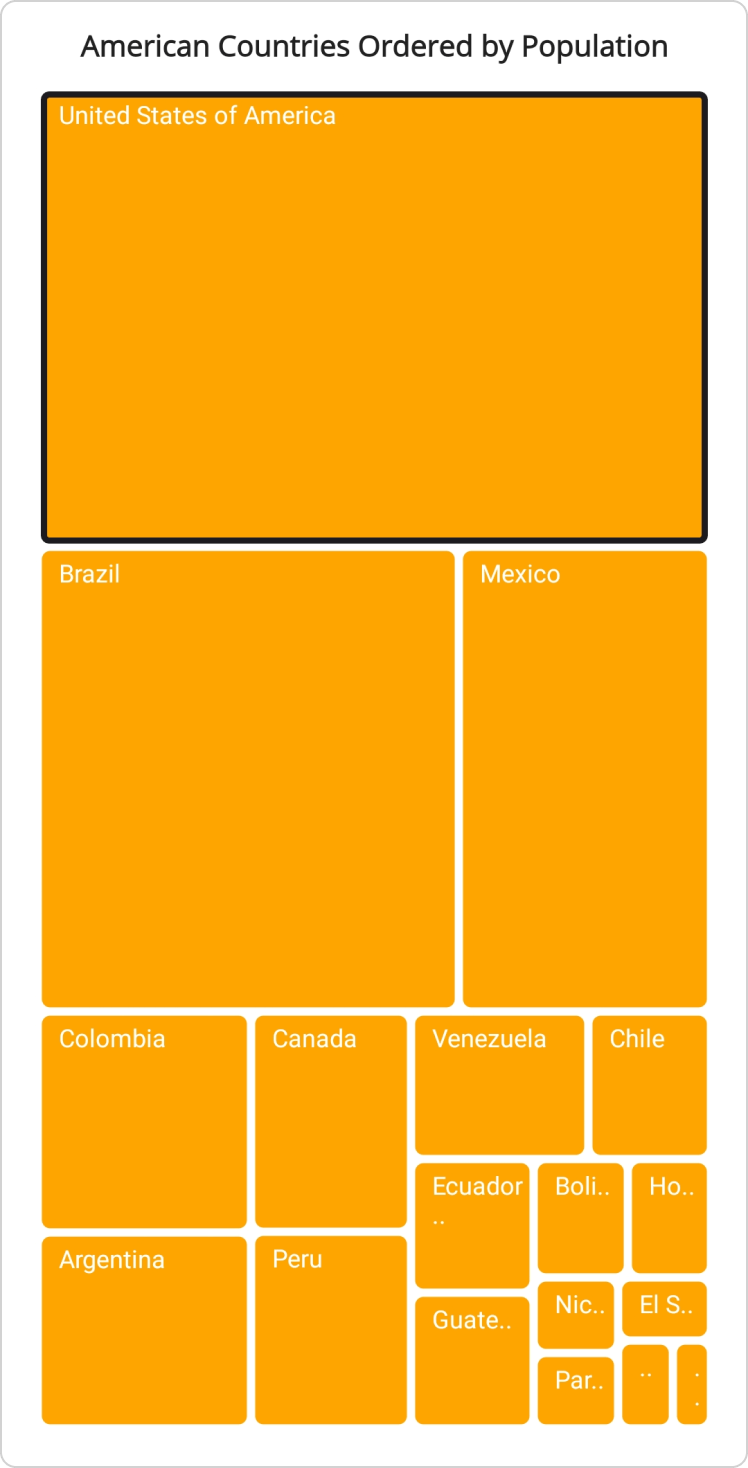 American Countries Ordered by Population
United States of America
Brazil
Mexico
Colombia
Canada
Venezuela
Chile
Ecuador
..
Boli..
Ho..
Argentina
Peru
Nic..
El S..
Guate..
Par..
..
.
.